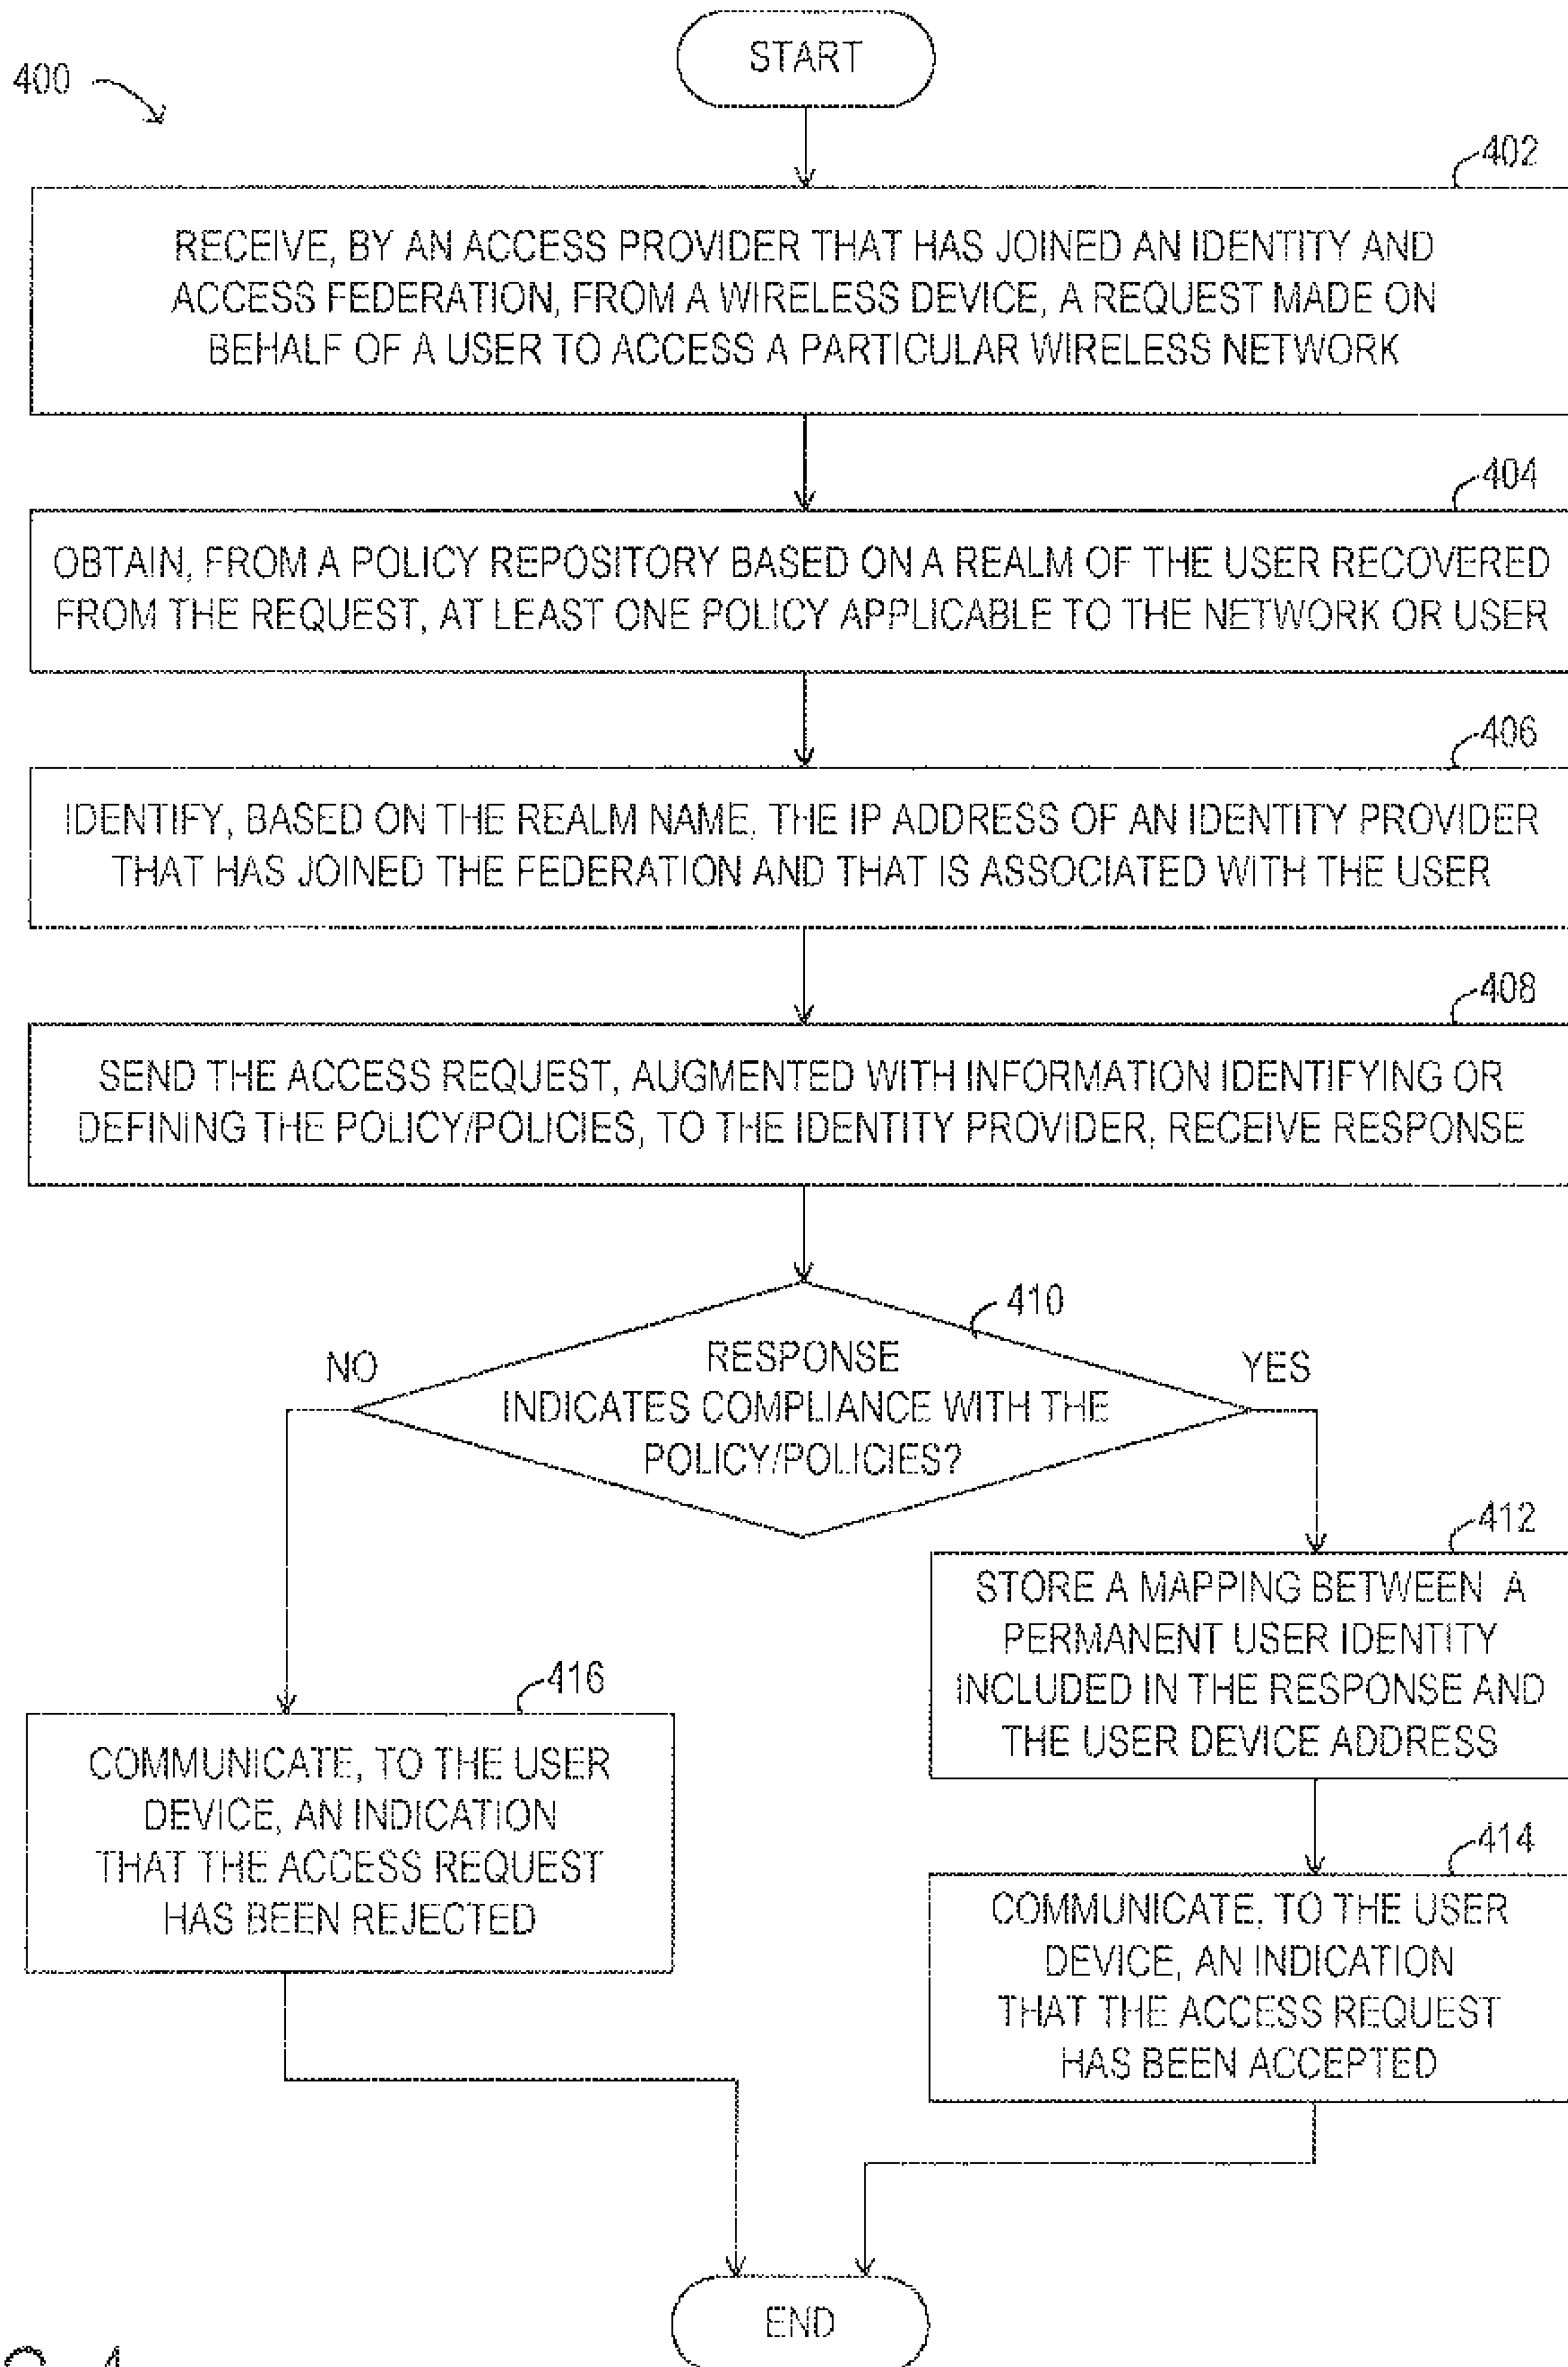 START
400
402
RECEIVE, BY AN ACCESS PROVIDER THAT HAS JOINED AN IDENTITY AND
ACCESS FEDERATION, FROM A WIRELESS DEVICE, A REQUEST MADE ON
BEHALF OF A USER TO ACCESS A PARTICULAR WIRELESS NETWORK
404
OBTAIN, FROM A POLICY REPOSITORY BASED ON A REALM OF THE USER RECOVERED
FROM THE REQUEST, AT LEAST ONE POLICY APPLICABLE TO THE NETWORK OR USER
406
IDENTIFY, BASED ON THE REALM NAME, THE IP ADDRESS OF AN IDENTITY PROVIDER
THAT HAS JOINED THE FEDERATION AND THAT IS ASSOCIATED WITH THE USER
408
SEND THE ACCESS REQUEST, AUGMENTED WITH INFORMATION IDENTIFYING OR
DEFINING THE POLICY/POLICIES, TO THE IDENTITY PROVIDER, RECEIVE RESPONSE
410
NO
YES
RESPONSE
INDICATES COMPLIANCE WITH THE
POLICY/POLICIES?
412
STORE A MAPPING BETWEEN A
PERMANENT USER IDENTITY
INCLUDED IN THE RESPONSE AND
THE USER DEVICE ADDRESS
416
COMMUNICATE, TO THE USER
DEVICE, AN INDICATION
THAT THE ACCESS REQUEST
HAS BEEN REJECTED
414
COMMUNICATE, TO THE USER
DEVICE, AN INDICATION
THAT THE ACCESS REQUEST
HAS BEEN ACCEPTED
END